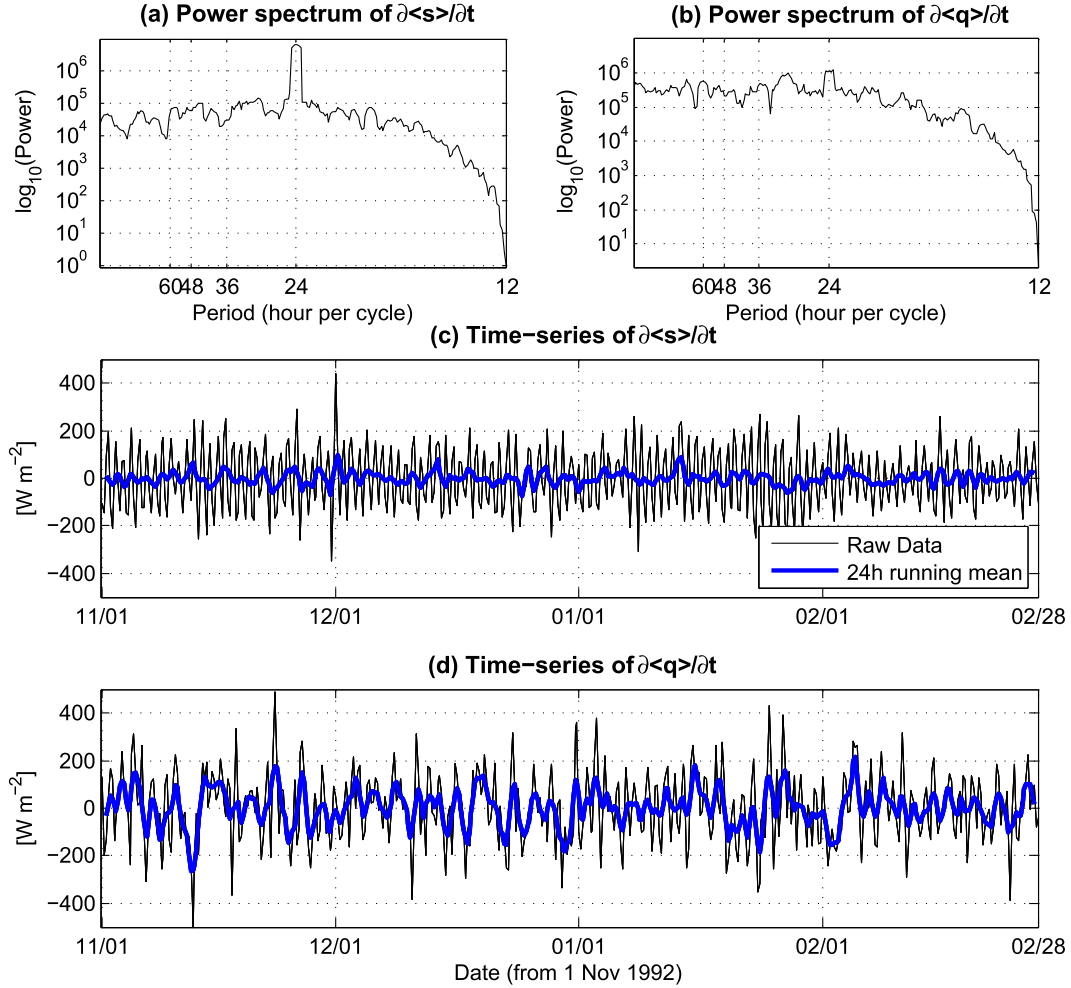 (a) Power spectrum of ∂<s>/∂t
(b) Power spectrum of ∂<q>/∂t
log10(Power)
10^6
10^5
10^4
10^3
10^2
10^1
10^0
60 48 36 24 12
Period (hour per cycle)
log10(Power)
10^6
10^5
10^4
10^3
10^2
10^1
60 48 36 24 12
Period (hour per cycle)
(c) Time−series of ∂<s>/∂t
[W m−2]
400
200
0
−200
−400
Raw Data
24h running mean
11/01 12/01 01/01 02/01 02/28
(d) Time−series of ∂<q>/∂t
[W m−2]
400
200
0
−200
−400
11/01 12/01 01/01 02/01 02/28
Date (from 1 Nov 1992)